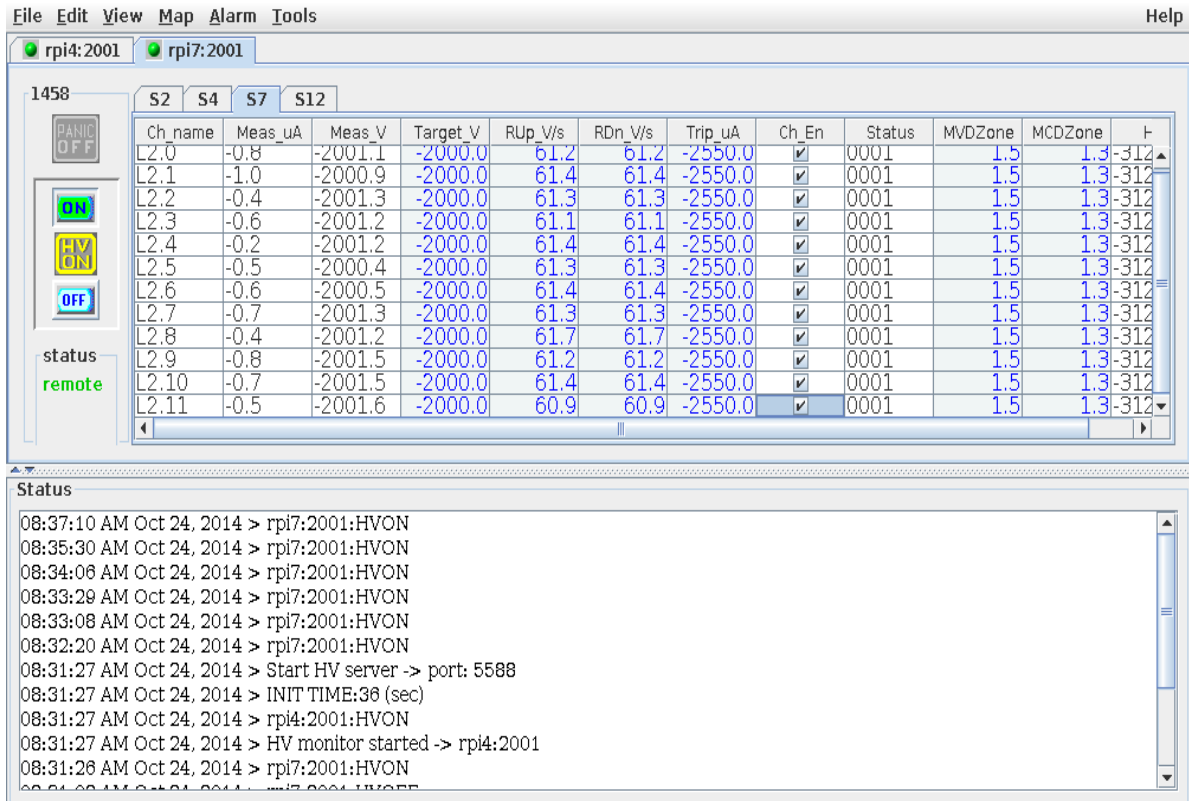 File Edit View Map Alarm Tools Help
rpi4:2001 rpi7:2001
1458
PANIC OFF
ON
HV ON
OFF
status
remote
S2 S4 S7 S12
Ch_name Meas_uA Meas_V Target_V RUp_V/s RDn_V/s Trip_uA Ch_En Status MVDZone MCDZone
L2.0 -0.8 -2001.1 -2000.0 61.2 61.2 -2550.0 0001 1.5 1.3 -312
L2.1 -1.0 -2000.9 -2000.0 61.4 61.4 -2550.0 0001 1.5 1.3 -312
L2.2 -0.4 -2001.3 -2000.0 61.3 61.3 -2550.0 0001 1.5 1.3 -312
L2.3 -0.6 -2001.2 -2000.0 61.1 61.1 -2550.0 0001 1.5 1.3 -312
L2.4 -0.2 -2001.2 -2000.0 61.4 61.4 -2550.0 0001 1.5 1.3 -312
L2.5 -0.5 -2000.4 -2000.0 61.3 61.3 -2550.0 0001 1.5 1.3 -312
L2.6 -0.6 -2000.5 -2000.0 61.4 61.4 -2550.0 0001 1.5 1.3 -312
L2.7 -0.7 -2001.3 -2000.0 61.3 61.3 -2550.0 0001 1.5 1.3 -312
L2.8 -0.4 -2001.2 -2000.0 61.7 61.7 -2550.0 0001 1.5 1.3 -312
L2.9 -0.8 -2001.5 -2000.0 61.2 61.2 -2550.0 0001 1.5 1.3 -312
L2.10 -0.7 -2001.5 -2000.0 61.4 61.4 -2550.0 0001 1.5 1.3 -312
L2.11 -0.5 -2001.6 -2000.0 60.9 60.9 -2550.0 0001 1.5 1.3 -312
Status
08:37:10 AM Oct 24, 2014 > rpi7:2001:HVON
08:35:30 AM Oct 24, 2014 > rpi7:2001:HVON
08:34:06 AM Oct 24, 2014 > rpi7:2001:HVON
08:33:29 AM Oct 24, 2014 > rpi7:2001:HVON
08:33:08 AM Oct 24, 2014 > rpi7:2001:HVON
08:32:20 AM Oct 24, 2014 > rpi7:2001:HVON
08:31:27 AM Oct 24, 2014 > Start HV server -> port: 5588
08:31:27 AM Oct 24, 2014 > INIT TIME:36 (sec)
08:31:27 AM Oct 24, 2014 > rpi4:2001:HVON
08:31:27 AM Oct 24, 2014 > HV monitor started -> rpi4:2001
08:31:26 AM Oct 24, 2014 > rpi7:2001:HVON